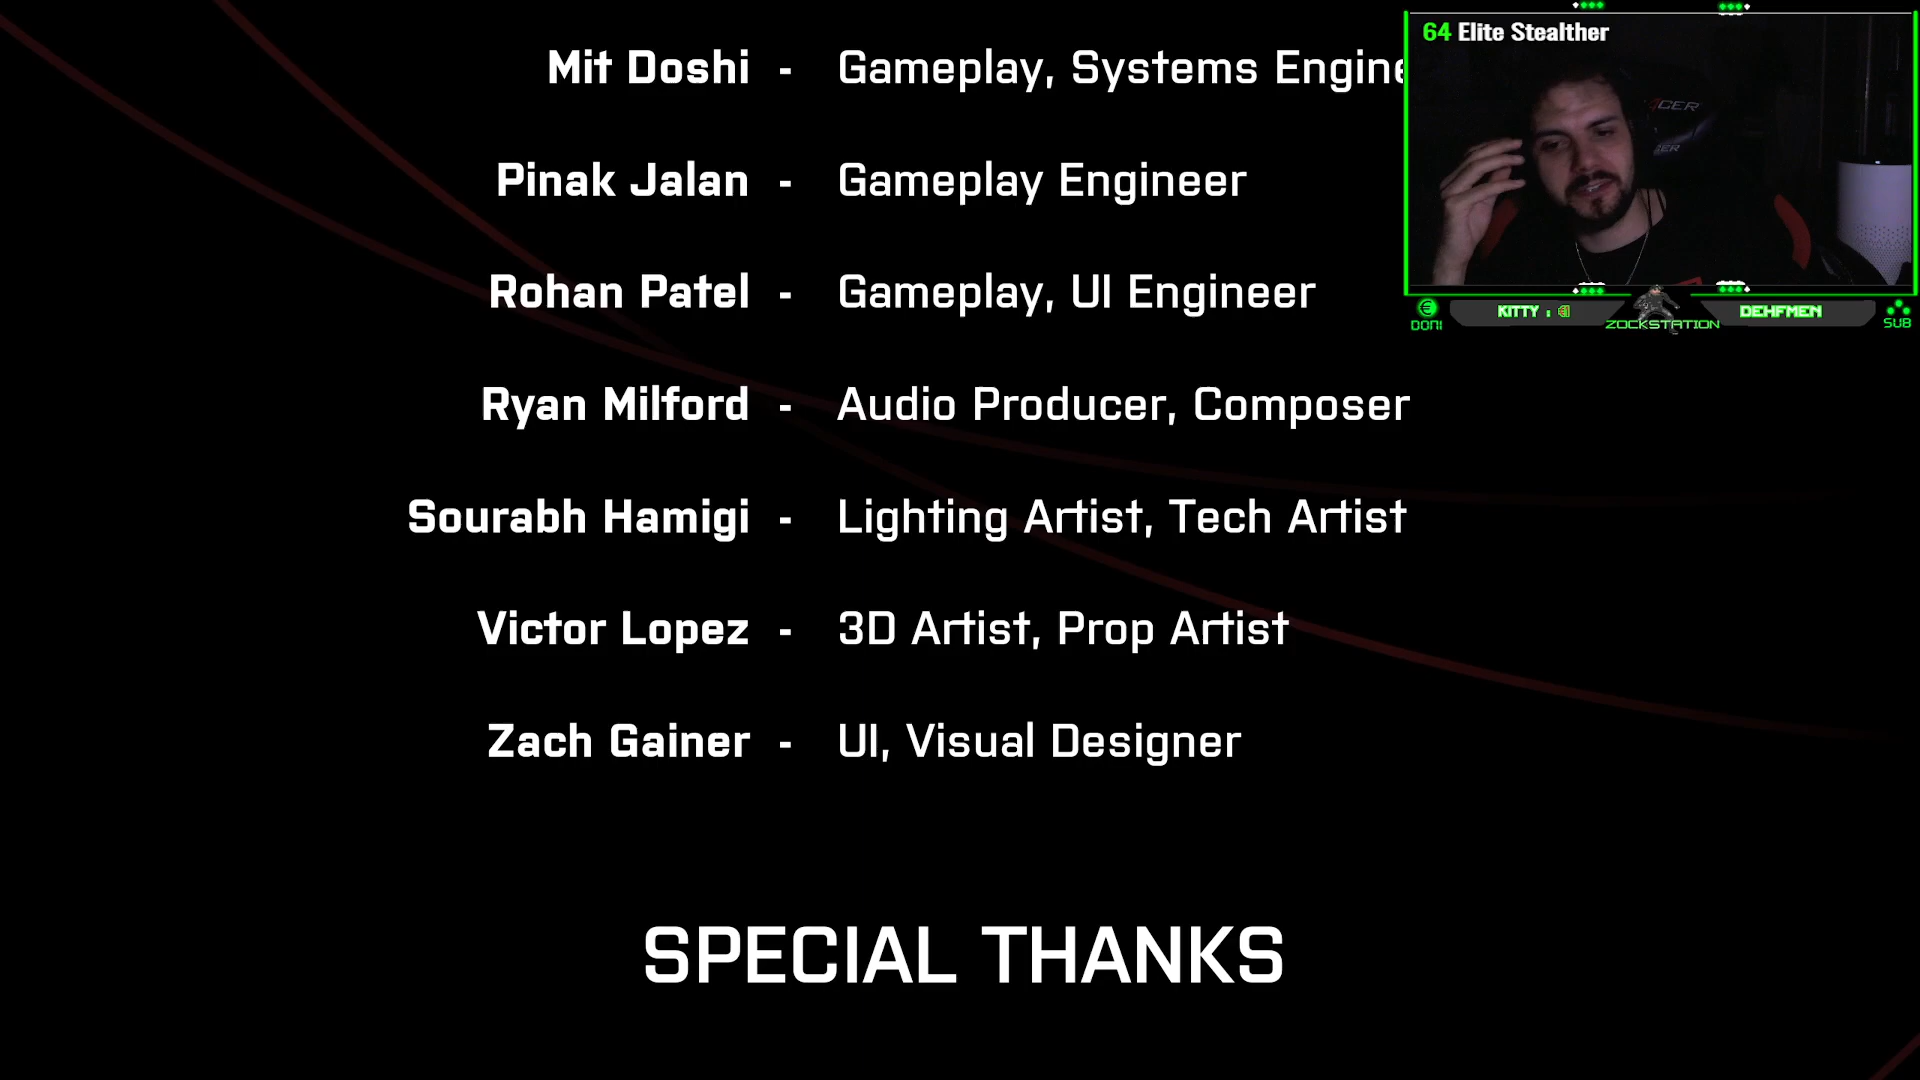 Mit Doshi - Gameplay, Systems Engine
Pinak Jalan - Gameplay Engineer
Rohan Patel - Gameplay, UI Engineer
Ryan Milford - Audio Producer, Composer
Sourabh Hamigi - Lighting Artist, Tech Artist
Victor Lopez - 3D Artist, Prop Artist
Zach Gainer - UI, Visual Designer
SPECIAL THANKS
64 Elite Stealther
DONI KITTY : ZOCKSTATION DEHFMEN SUB